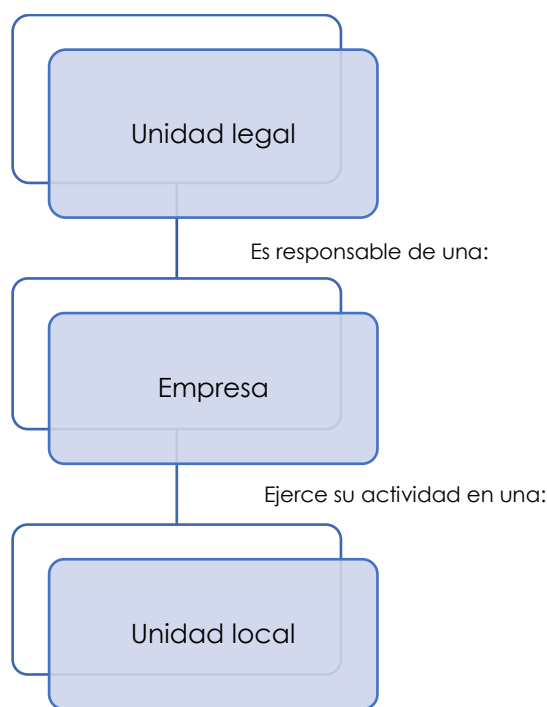 Unidad legal
Es responsable de una:
Empresa
Ejerce su actividad en una:
Unidad local